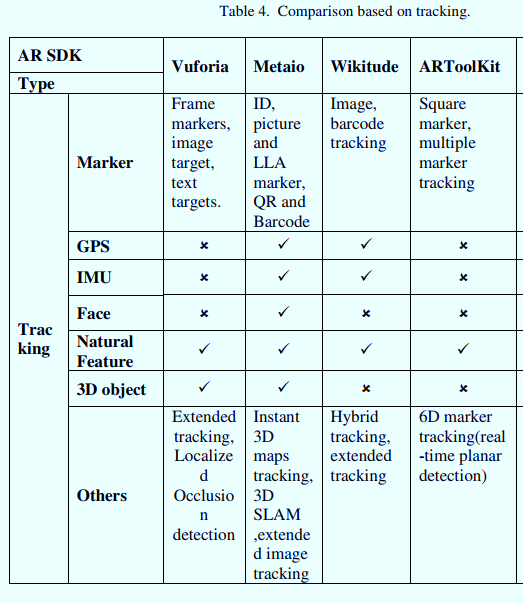 Table 4. Comparison based on tracking.
AR SDK
Type
Vuforia
Metaio
Wikitude
ARToolKit
Trac
king
Marker
Frame
markers,
image
target,
text
targets.
ID,
picture
and
LLA
marker,
QR and
Barcode
Image,
barcode
tracking
Square
marker,
multiple
marker
tracking
GPS
× ✓ ✓ ×
IMU
× ✓ ✓ ×
Face
× ✓ × ×
Natural
Feature
✓ ✓ ✓ ✓
3D object
✓ ✓ × ×
Others
Extended
tracking,
Localize
d
Occlusio
n
detection
Instant
3D
maps
tracking,
3D
SLAM
,extende
d image
tracking
Hybrid
tracking,
extended
tracking
6D marker
tracking(real
-time planar
detection)